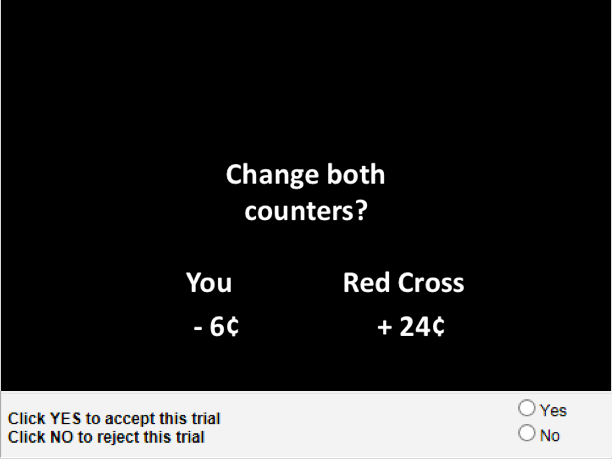 Change both
counters?
You Red Cross
- 6¢ + 24¢
Click YES to accept this trial
Click NO to reject this trial
Yes
No